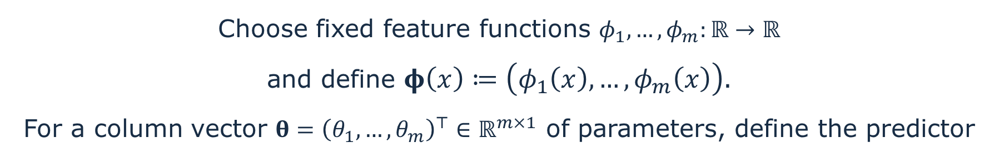 Choose fixed feature functions ϕ₁, … , ϕₘ: ℝ → ℝ
and define 𝛟(𝑥) ≔ (ϕ₁(𝑥), … , ϕₘ(𝑥)).
For a column vector 𝛉 = (θ₁, … , θₘ)ᵀ ∈ ℝᵐˣ¹ of parameters, define the predictor